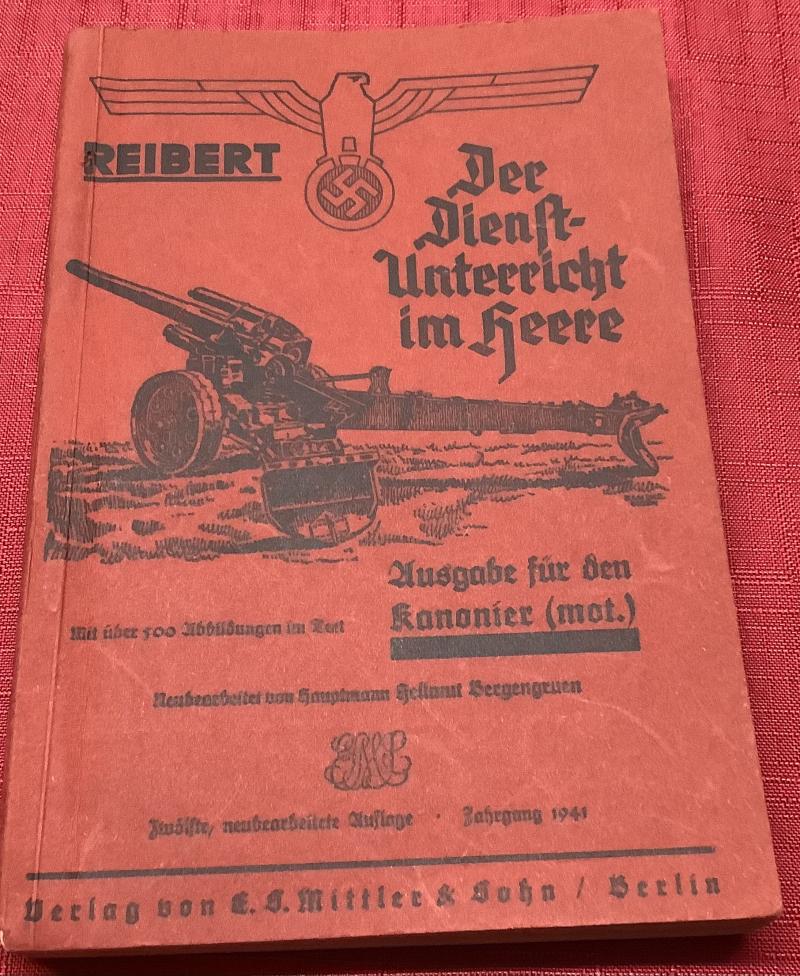 REIBERT
Der
Dienst-
Unterricht
im Heere
Ausgabe für den
Kanonier (mot.)
Mit über 500 Abbildungen im Text
Neubearbeitet von Hauptmann Hellmut Bergengruen
Zwölfte, neubearbeitete Auflage · Jahrgang 1941
Verlag von E. S. Mittler & Sohn / Berlin